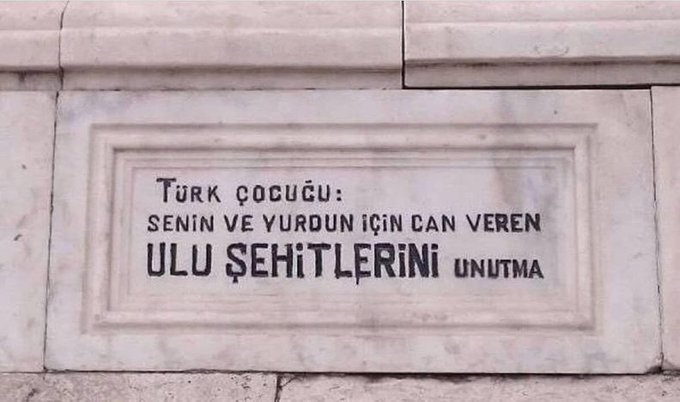 TÜRK ÇOCUĞU:
SENİN VE YURDUN İÇİN CAN VEREN
ULU ŞEHİTLERİNİ UNUTMA